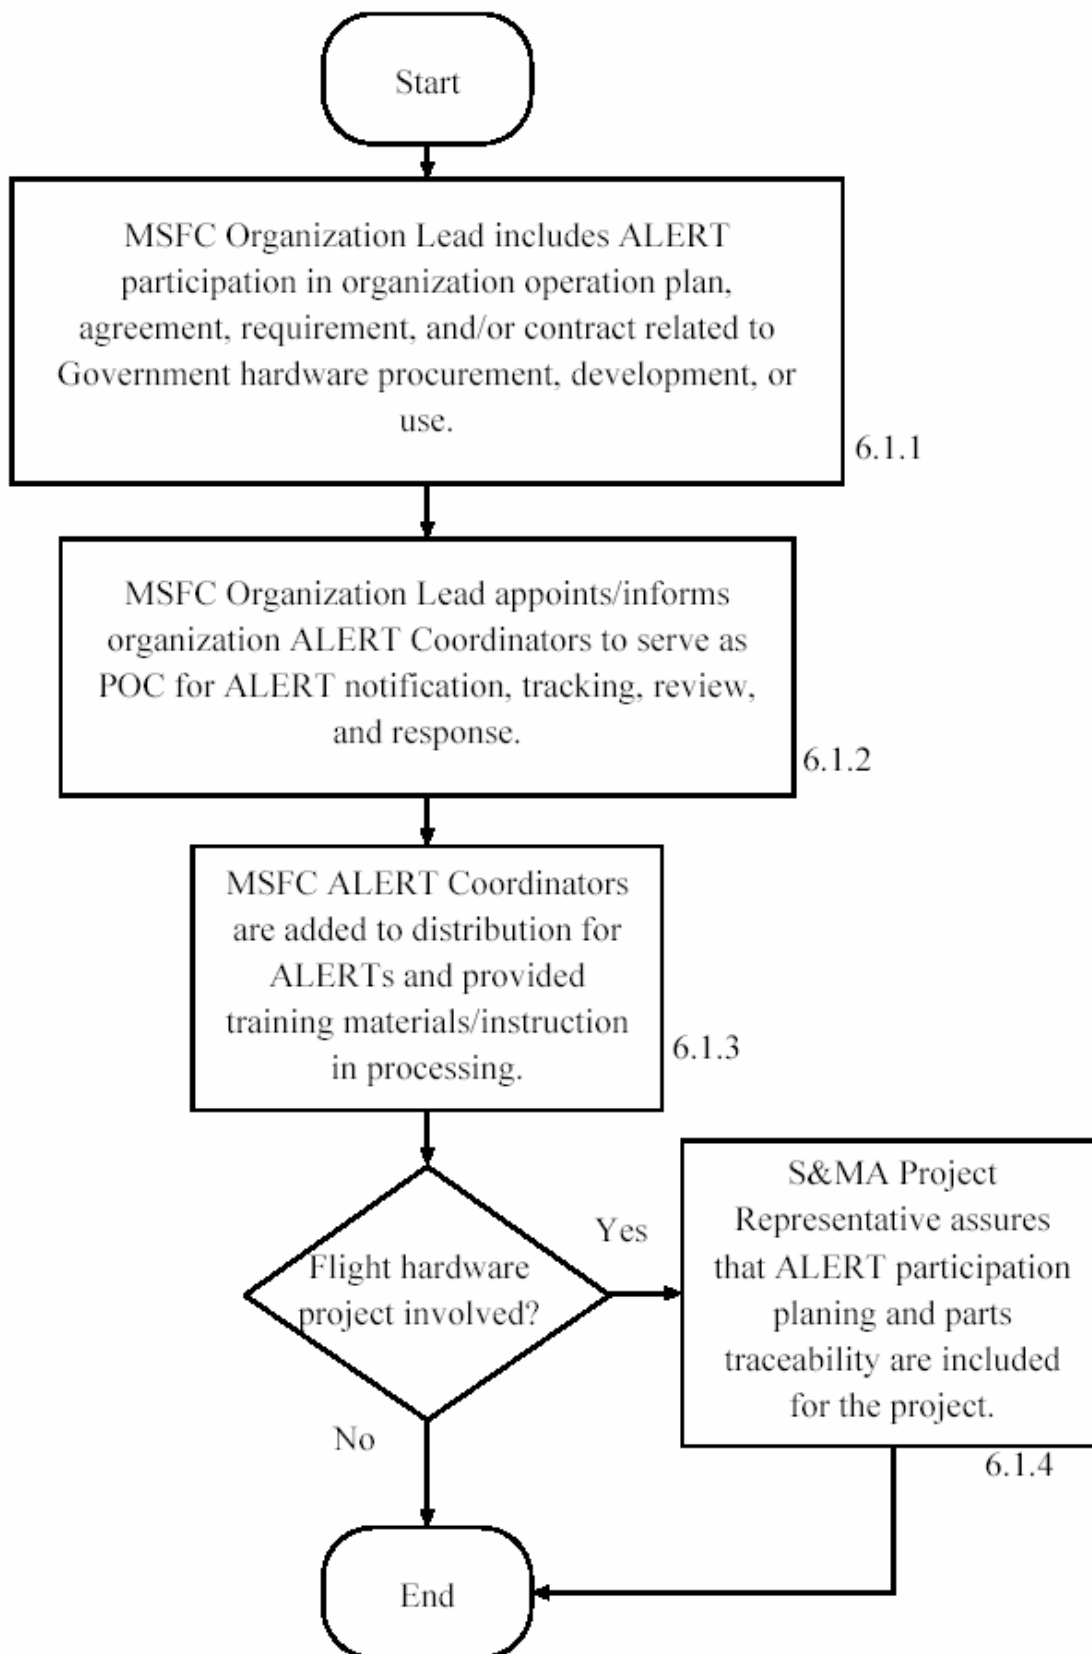 Start
MSFC Organization Lead includes ALERT
participation in organization operation plan,
agreement, requirement, and/or contract related to
Government hardware procurement, development, or
use.
6.1.1
MSFC Organization Lead appoints/informs
organization ALERT Coordinators to serve as
POC for ALERT notification, tracking, review,
and response.
6.1.2
MSFC ALERT Coordinators
are added to distribution for
ALERTs and provided
training materials/instruction
in processing.
6.1.3
Flight hardware
project involved?
Yes
S&MA Project
Representative assures
that ALERT participation
planing and parts
traceability are included
for the project.
6.1.4
No
End